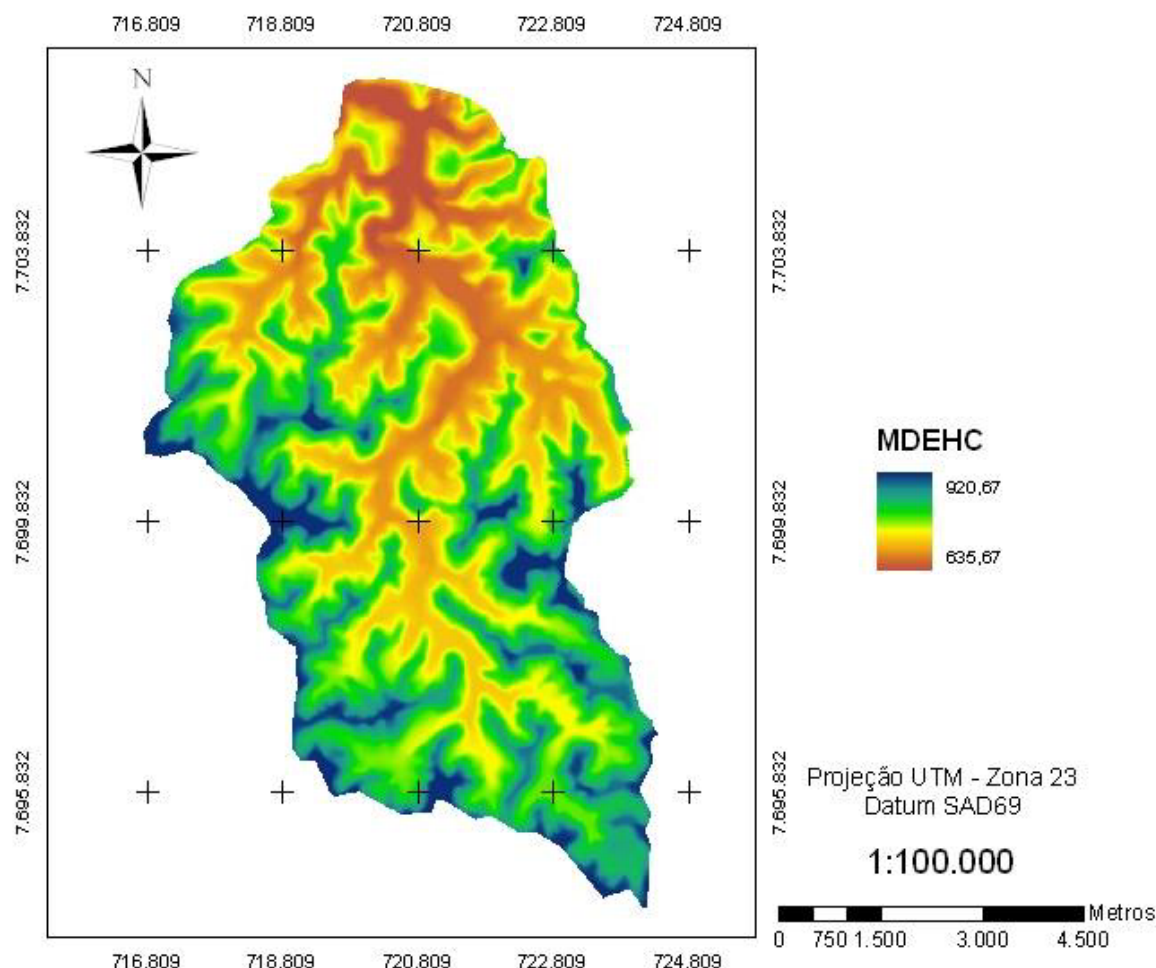 716.809 718.809 720.809 722.809 724.809
N
7.703.832 7.703.832
7.699.832 7.699.832
7.695.832 7.695.832
MDEHC
920,67
635,67
Projeção UTM - Zona 23
Datum SAD69
1:100.000
Metros
0 750 1.500 3.000 4.500
716.809 718.809 720.809 722.809 724.809